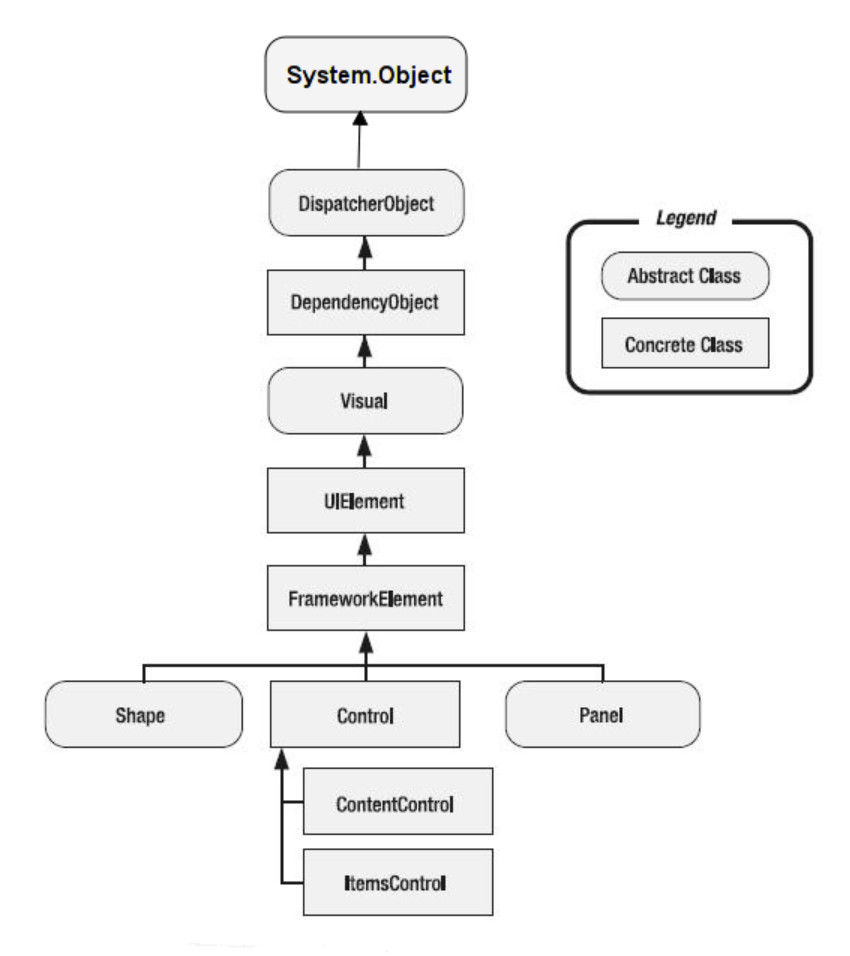 System.Object
DispatcherObject
Legend
Abstract Class
DependencyObject
Concrete Class
Visual
UIElement
FrameworkElement
Shape
Control
Panel
ContentControl
ItemsControl